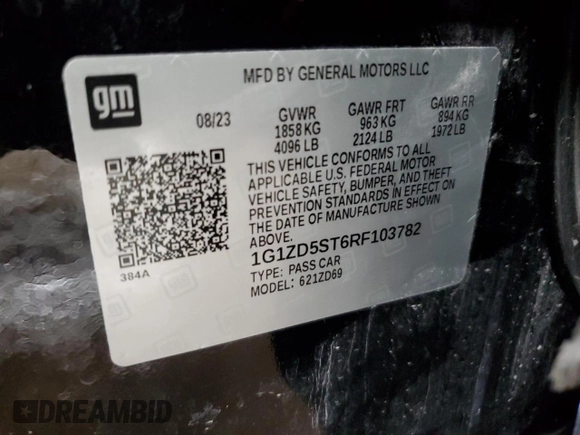 MFD BY GENERAL MOTORS LLC
gm
08/23
GVWR
1858 KG
4096 LB
GAWR FRT
963 KG
2124 LB
GAWR RR
894 KG
1972 LB
THIS VEHICLE CONFORMS TO ALL
APPLICABLE U.S. FEDERAL MOTOR
VEHICLE SAFETY, BUMPER, AND THEFT
PREVENTION STANDARDS IN EFFECT ON
THE DATE OF MANUFACTURE SHOWN
ABOVE.
384A
1G1ZD5ST6RF103782
TYPE: PASS CAR
MODEL: 621ZD69
DREAMBID